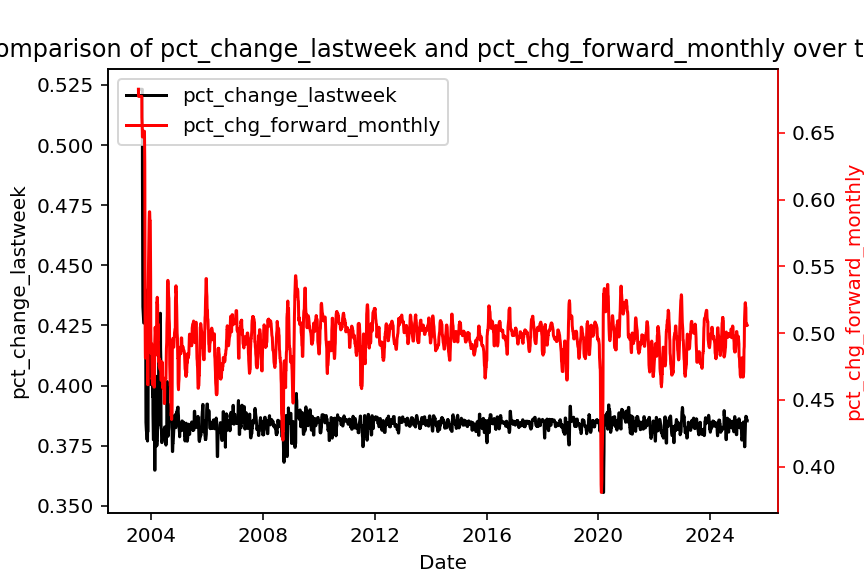 omparison of pct_change_lastweek and pct_chg_forward_monthly over t
pct_change_lastweek
pct_chg_forward_monthly
0.525
0.500
0.475
0.450
0.425
0.400
0.375
0.350
pct_change_lastweek
0.65
0.60
0.55
0.50
0.45
0.40
pct_chg_forward_monthly
2004 2008 2012 2016 2020 2024
Date